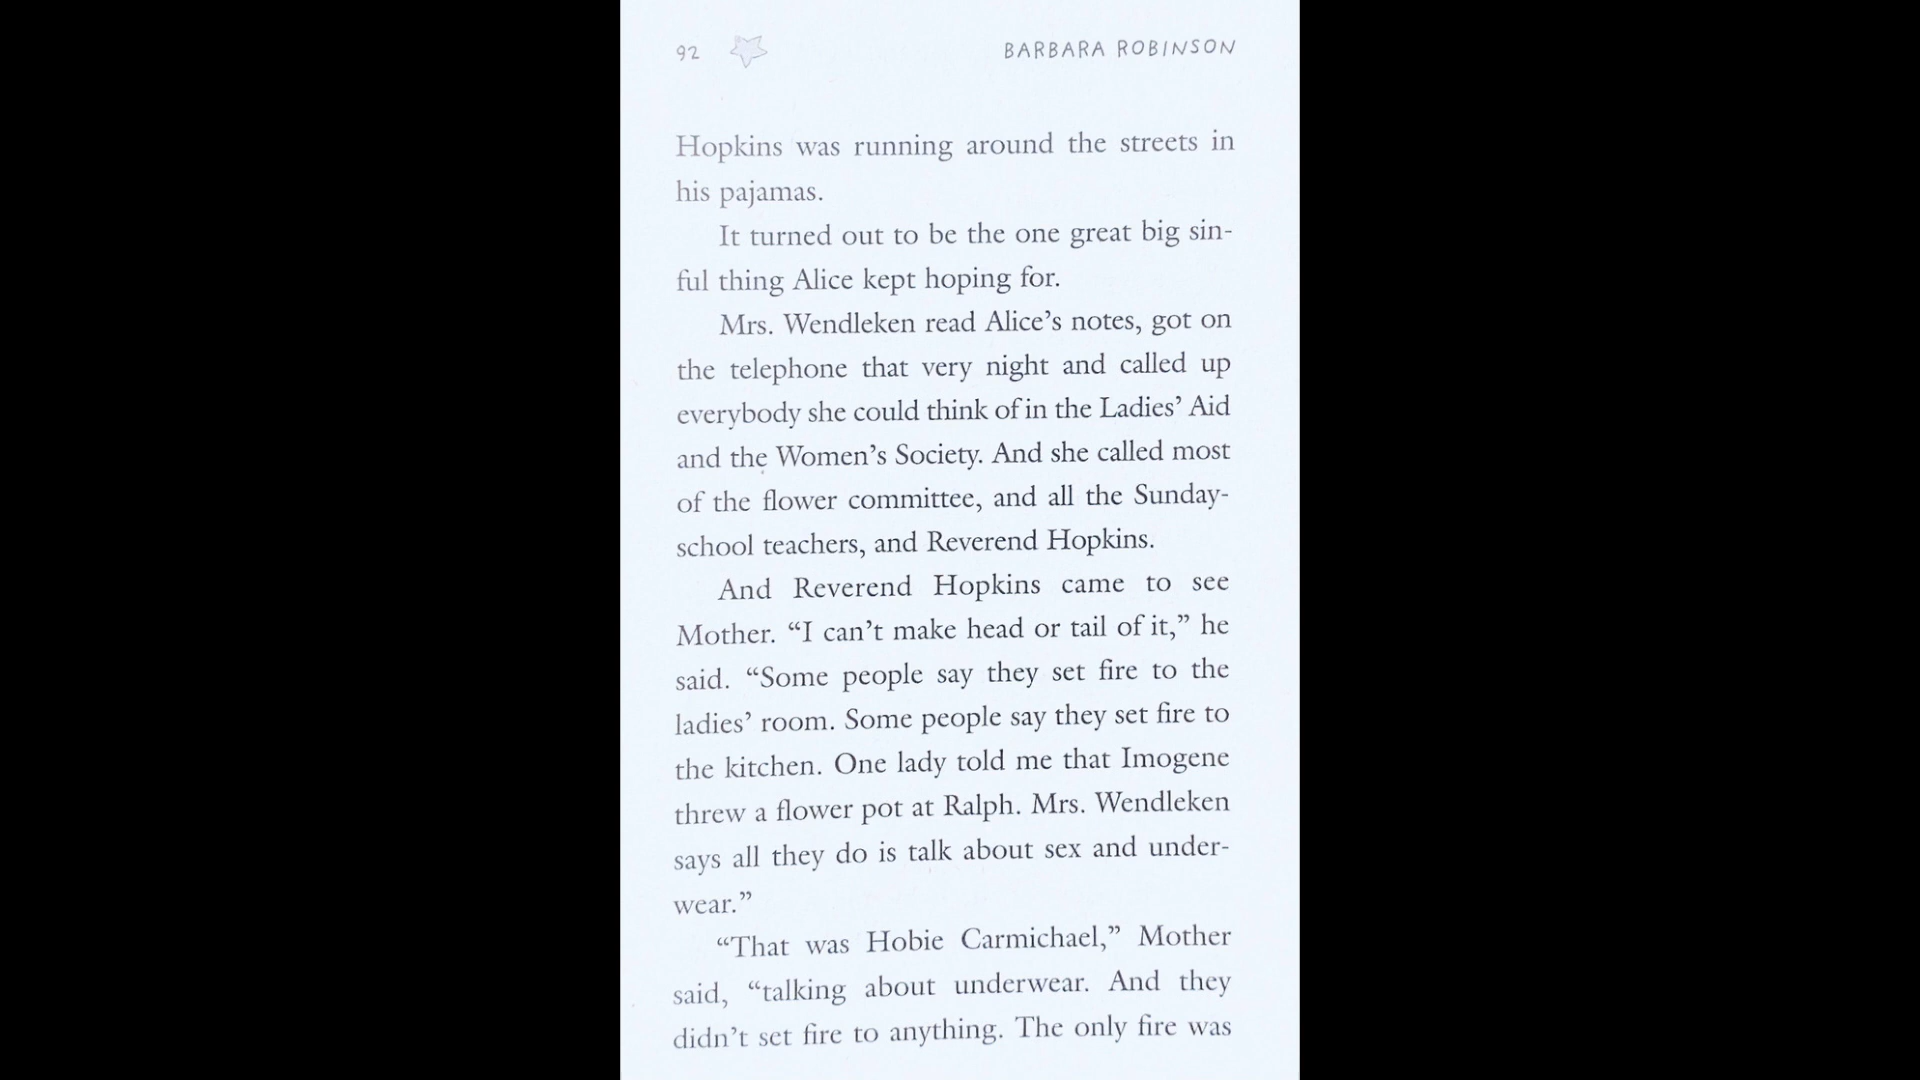 92 BARBARA ROBINSON
Hopkins was running around the streets in
his pajamas.
It turned out to be the one great big sin-
ful thing Alice kept hoping for.
Mrs. Wendleken read Alice’s notes, got on
the telephone that very night and called up
everybody she could think of in the Ladies’ Aid
and the Women’s Society. And she called most
of the flower committee, and all the Sunday-
school teachers, and Reverend Hopkins.
And Reverend Hopkins came to see
Mother. “I can’t make head or tail of it,” he
said. “Some people say they set fire to the
ladies’ room. Some people say they set fire to
the kitchen. One lady told me that Imogene
threw a flower pot at Ralph. Mrs. Wendleken
says all they do is talk about sex and under-
wear.”
“That was Hobie Carmichael,” Mother
said, “talking about underwear. And they
didn’t set fire to anything. The only fire was